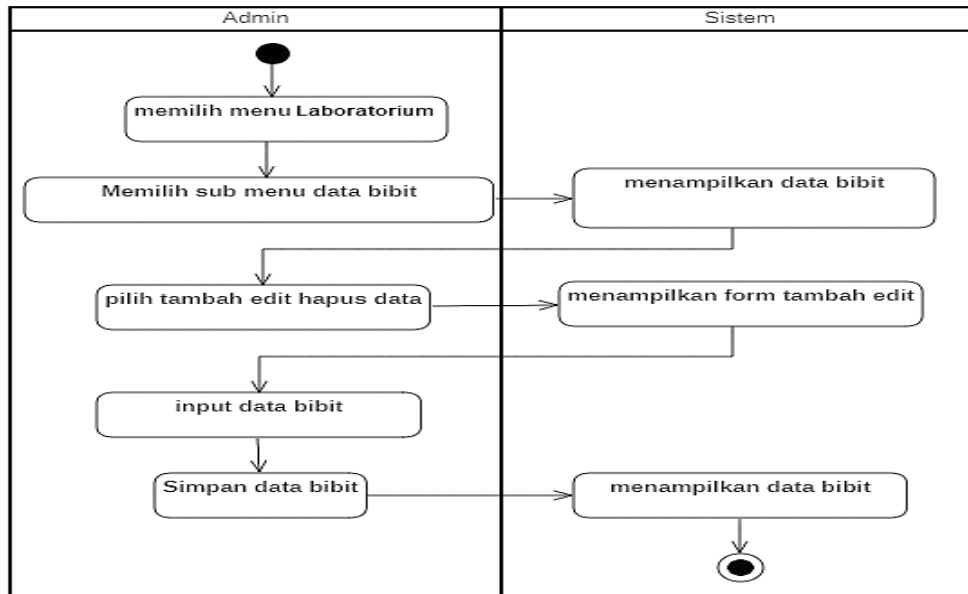 Admin
Sistem
memilih menu Laboratorium
Memilih sub menu data bibit
menampilkan data bibit
pilih tambah edit hapus data
menampilkan form tambah edit
input data bibit
Simpan data bibit
menampilkan data bibit